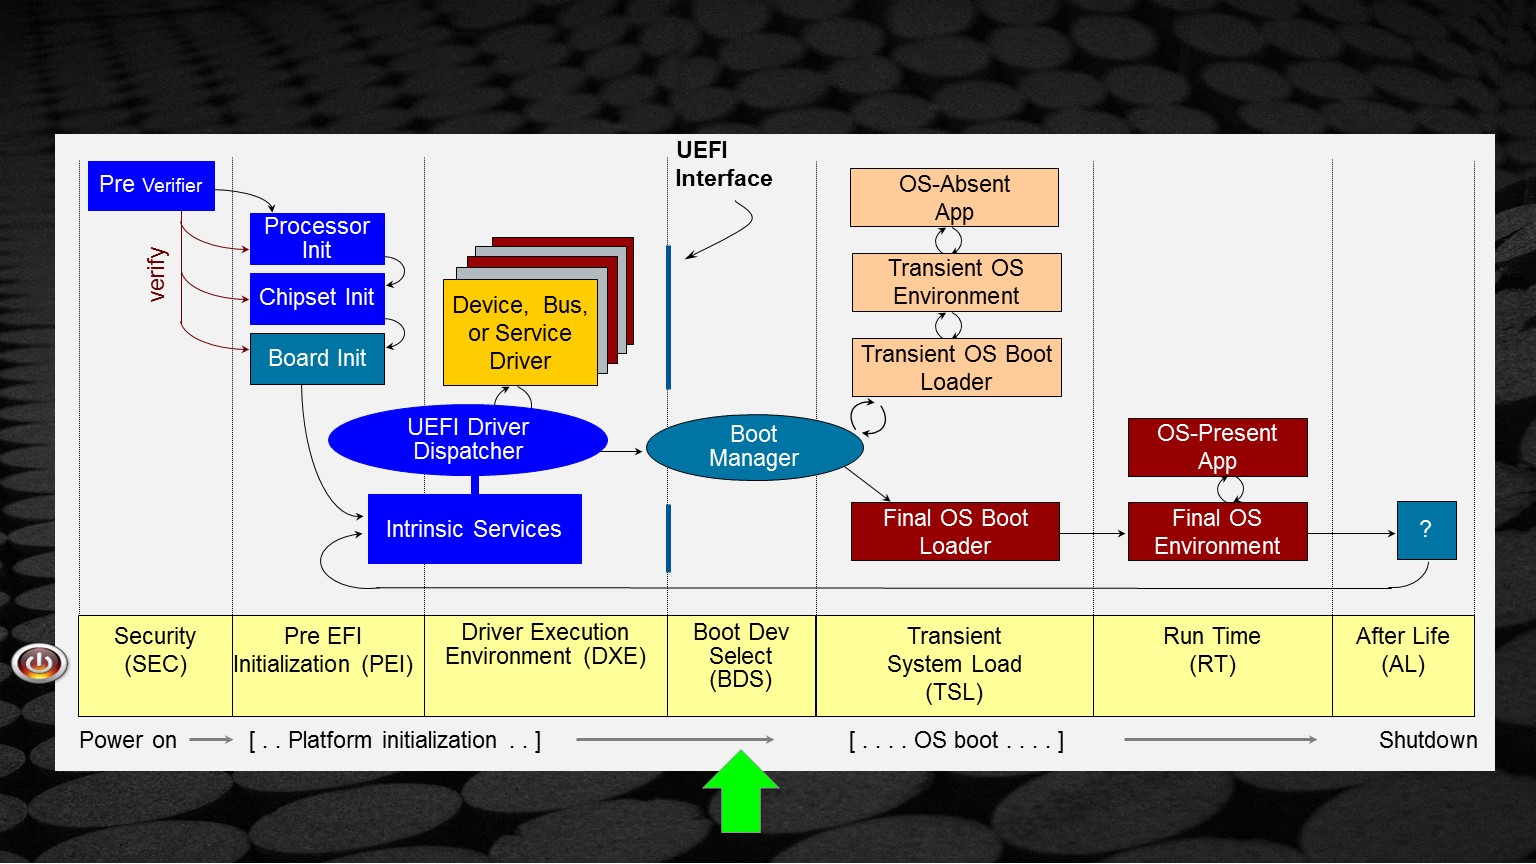 UEFI
Interface
Pre Verifier
verify
Processor
Init
Chipset Init
Board Init
Device, Bus,
or Service
Driver
UEFI Driver
Dispatcher
Intrinsic Services
Boot
Manager
OS-Absent
App
Transient OS
Environment
Transient OS Boot
Loader
Final OS Boot
Loader
OS-Present
App
Final OS
Environment
?
Security
(SEC)
Pre EFI
Initialization (PEI)
Driver Execution
Environment (DXE)
Boot Dev
Select
(BDS)
Transient
System Load
(TSL)
Run Time
(RT)
After Life
(AL)
Power on
[ . . Platform initialization . . ]
[ . . . . OS boot . . . . ]
Shutdown